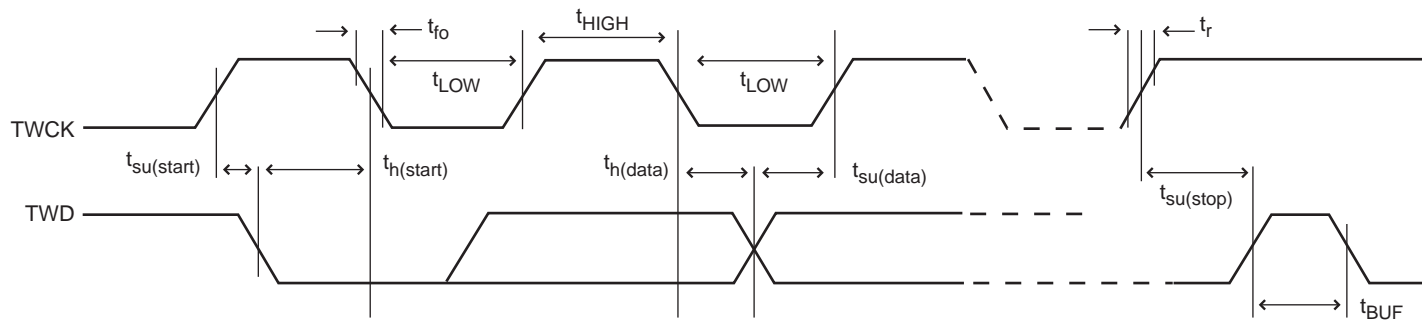 t_fo
t_HIGH
t_r
t_LOW
t_LOW
TWCK
t_su(start)
t_h(start)
t_h(data)
t_su(data)
t_su(stop)
TWD
t_BUF